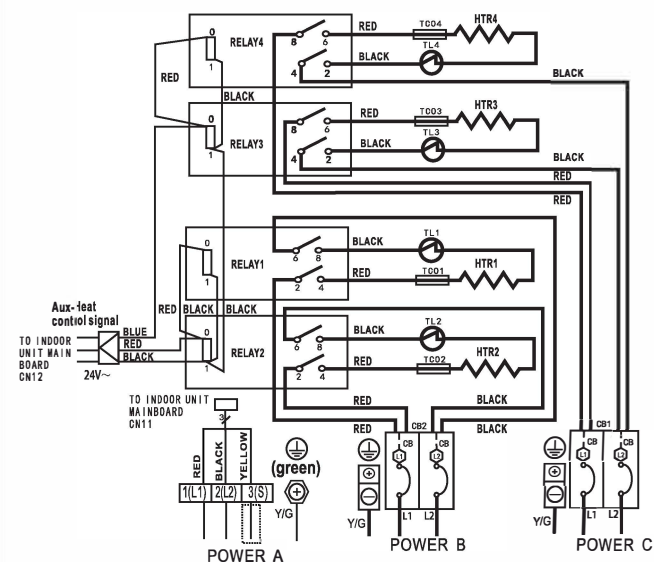 RELAY4
0
1
8 6
4 2
RED
TCO4
HTR4
BLACK
TL4
BLACK
RED
BLACK
RELAY3
0
1
8 6
4 2
RED
TCO3
HTR3
BLACK
TL3
BLACK
RED
RED
RELAY1
0
1
6 8
2 4
BLACK
TL1
RED
TCO1
HTR1
RED BLACK BLACK
RELAY2
0
1
6 8
2 4
BLACK
TL2
RED
TCO2
HTR2
Aux-Heat
control signal
TO INDOOR
UNIT MAIN
BOARD
CN12
BLUE
RED
BLACK
24V~
TO INDOOR UNIT
MAINBOARD
CN11
3
RED
BLACK
YELLOW
1(L1) 2(L2) 3(S)
POWER A
(green)
Y/G
RED
RED
BLACK
BLACK
CB2
CB CB
L1 L2
Y/G
L1 L2
POWER B
CB1
CB CB
L1 L2
Y/G
L1 L2
POWER C